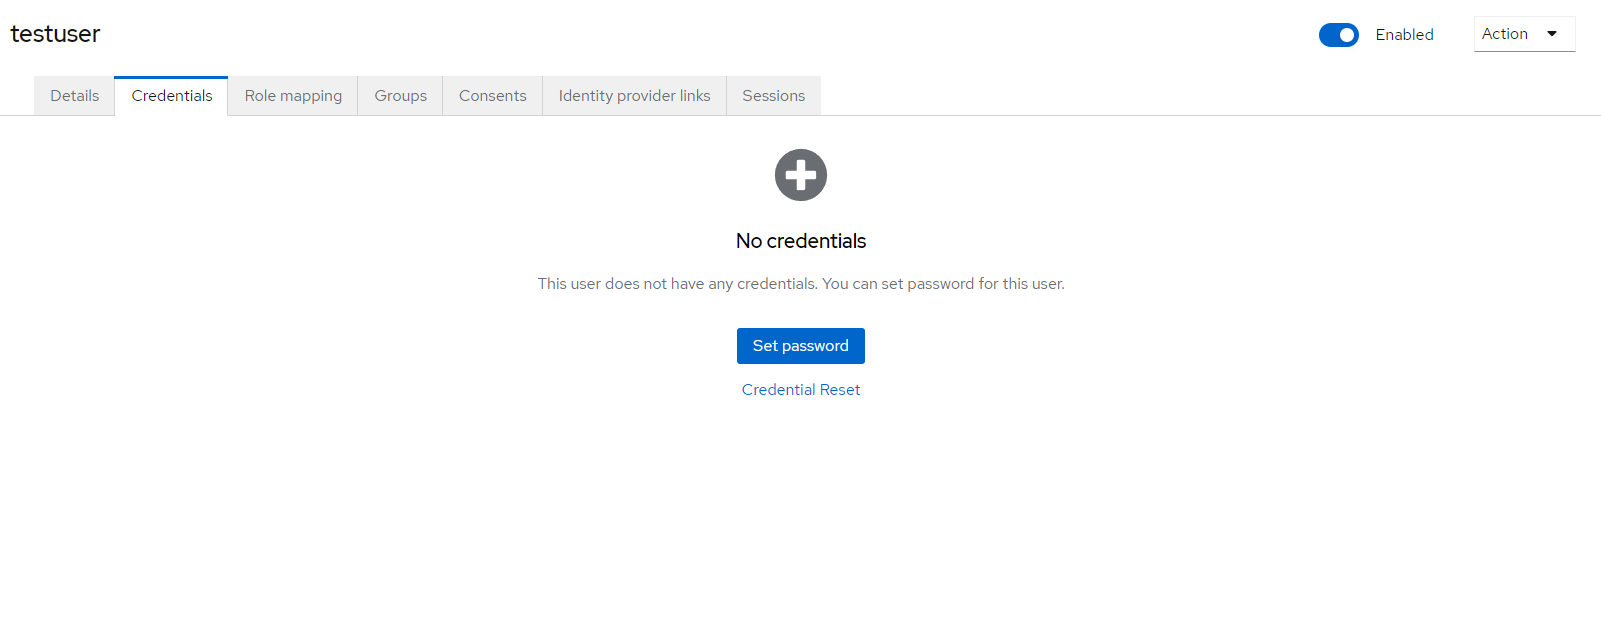 testuser
Enabled
Action
Details Credentials Role mapping Groups Consents Identity provider links Sessions
No credentials
This user does not have any credentials. You can set password for this user.
Set password
Credential Reset